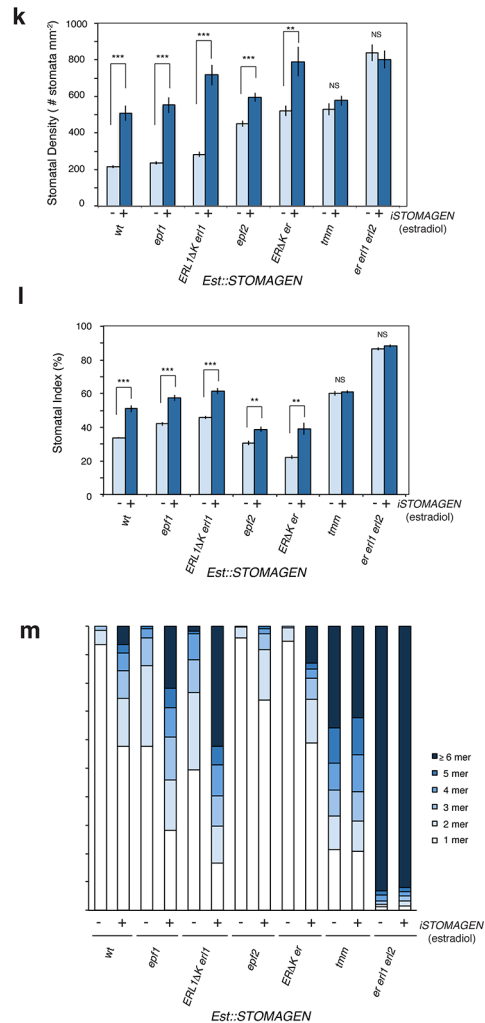 k
Stomatal Density ( # stomata mm-2)
1000
800
600
400
200
0
***
***
***
***
**
NS
NS
- + - + - + - + - + - + - + iSTOMAGEN
(estradiol)
wt
epf1
ERL1ΔK erl1
epf2
ERΔK er
tmm
er erl1 erl2
Est::STOMAGEN
l
Stomatal Index (%)
100
80
60
40
20
0
***
***
***
**
**
NS
NS
- + - + - + - + - + - + - + iSTOMAGEN
(estradiol)
wt
epf1
ERL1ΔK erl1
epf2
ERΔK er
tmm
er erl1 erl2
Est::STOMAGEN
m
≥ 6 mer
5 mer
4 mer
3 mer
2 mer
1 mer
- + - + - + - + - + - + - + iSTOMAGEN
(estradiol)
wt
epf1
ERL1ΔK erl1
epf2
ERΔK er
tmm
er erl1 erl2
Est::STOMAGEN